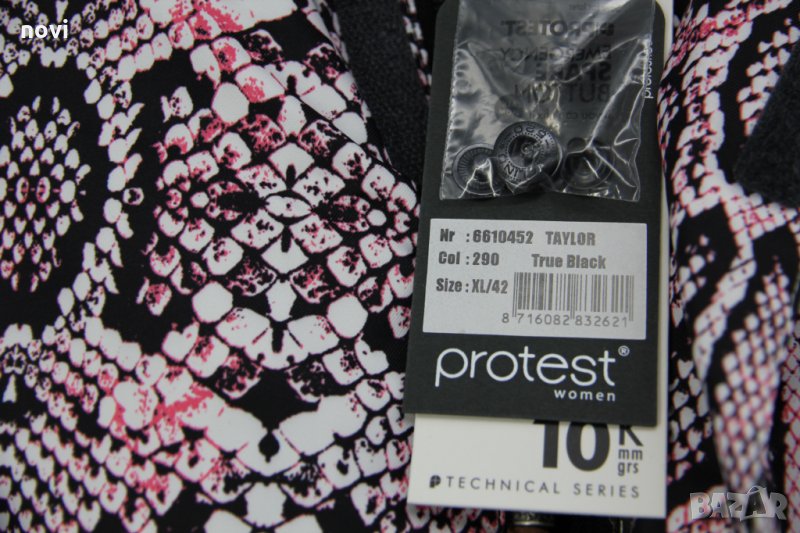 novi
PROTEST
EMERGENCY
SPARE
BUTTON
Nr : 6610452 TAYLOR
Col : 290 True Black
Size : XL/42
8 716082 832621
protest®
women
10K
mm
grs
TECHNICAL SERIES
BAZAR